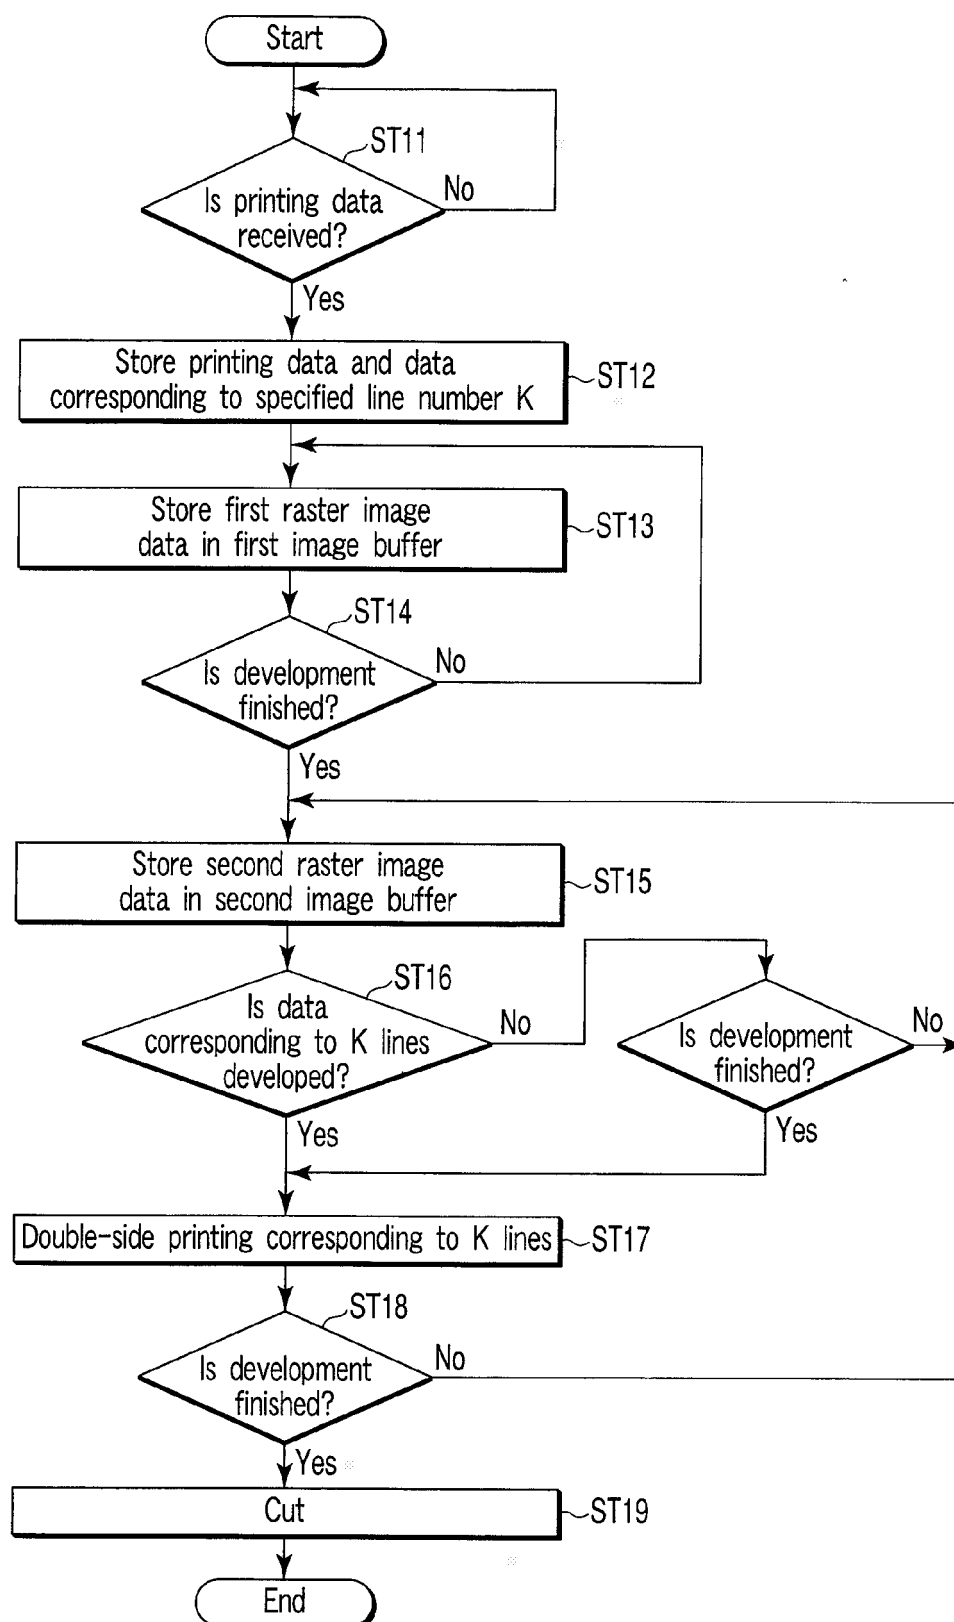 Start
ST11
Is printing data
received?
No
Yes
Store printing data and data
corresponding to specified line number K
ST12
Store first raster image
data in first image buffer
ST13
ST14
Is development
finished?
No
Yes
Store second raster image
data in second image buffer
ST15
ST16
Is data
corresponding to K lines
developed?
No
Yes
Is development
finished?
No
Yes
Double-side printing corresponding to K lines
ST17
ST18
Is development
finished?
No
Yes
Cut
ST19
End